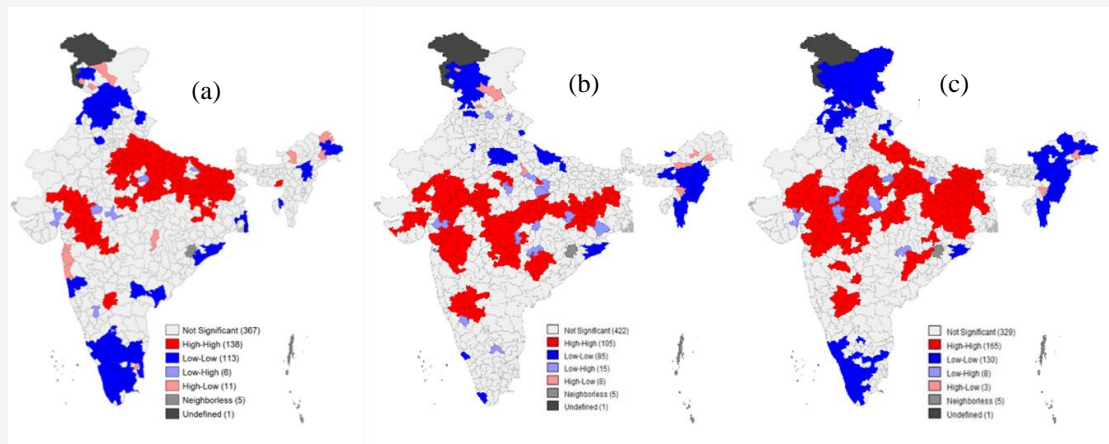 (a)
Not Significant (367)
High-High (138)
Low-Low (113)
Low-High (6)
High-Low (11)
Neighborless (5)
Undefined (1)
(b)
Not Significant (422)
High-High (105)
Low-Low (85)
Low-High (15)
High-Low (8)
Neighborless (5)
Undefined (1)
(c)
Not Significant (329)
High-High (165)
Low-Low (130)
Low-High (8)
High-Low (3)
Neighborless (5)
Undefined (1)